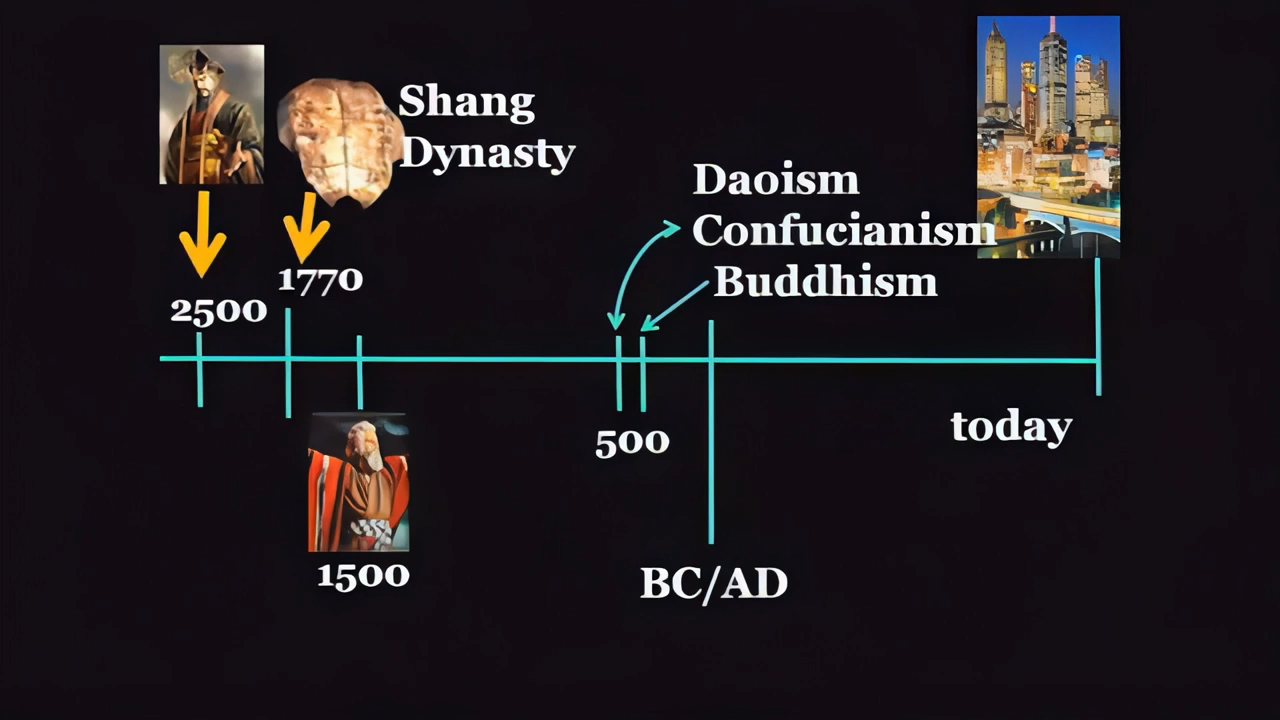 Shang
Dynasty
Daoism
Confucianism
Buddhism
1770
2500
500
today
1500
BC/AD